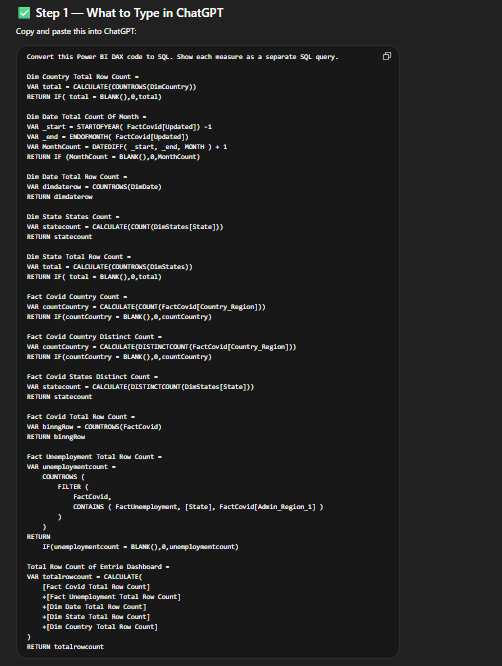 ✅ Step 1 — What to Type in ChatGPT
Copy and paste this into ChatGPT:
Convert this Power BI DAX code to SQL. Show each measure as a separate SQL query.
Dim Country Total Row Count =
VAR total = CALCULATE(COUNTROWS(DimCountry))
RETURN IF( total = BLANK(),0,total)
Dim Date Total Count Of Month =
VAR _start = STARTOFYEAR( FactCovid[Updated]) -1
VAR _end = ENDOFMONTH( FactCovid[Updated])
VAR MonthCount = DATEDIFF( _start, _end, MONTH ) + 1
RETURN IF (MonthCount = BLANK(),0,MonthCount)
Dim Date Total Row Count =
VAR dimdaterow = COUNTROWS(DimDate)
RETURN dimdaterow
Dim State States Count =
VAR statecount = CALCULATE(COUNT(DimStates[State]))
RETURN statecount
Dim State Total Row Count =
VAR total = CALCULATE(COUNTROWS(DimStates))
RETURN IF( total = BLANK(),0,total)
Fact Covid Country Count =
VAR countCountry = CALCULATE(COUNT(FactCovid[Country_Region]))
RETURN IF(countCountry = BLANK(),0,countCountry)
Fact Covid Country Distinct Count =
VAR countCountry = CALCULATE(DISTINCTCOUNT(FactCovid[Country_Region]))
RETURN IF(countCountry = BLANK(),0,countCountry)
Fact Covid States Distinct Count =
VAR statecount = CALCULATE(DISTINCTCOUNT(DimStates[State]))
RETURN statecount
Fact Covid Total Row Count =
VAR binngRow = COUNTROWS(FactCovid)
RETURN binngRow
Fact Unemployment Total Row Count =
VAR unemploymentcount =
COUNTROWS (
FILTER (
FactCovid,
CONTAINS ( FactUnemployment, [State], FactCovid[Admin_Region_1] )
)
)
RETURN
IF(unemploymentcount = BLANK(),0,unemploymentcount)
Total Row Count of Entrie Dashboard =
VAR totalrowcount = CALCULATE(
[Fact Covid Total Row Count]
+[Fact Unemployment Total Row Count]
+[Dim Date Total Row Count]
+[Dim State Total Row Count]
+[Dim Country Total Row Count]
)
RETURN totalrowcount